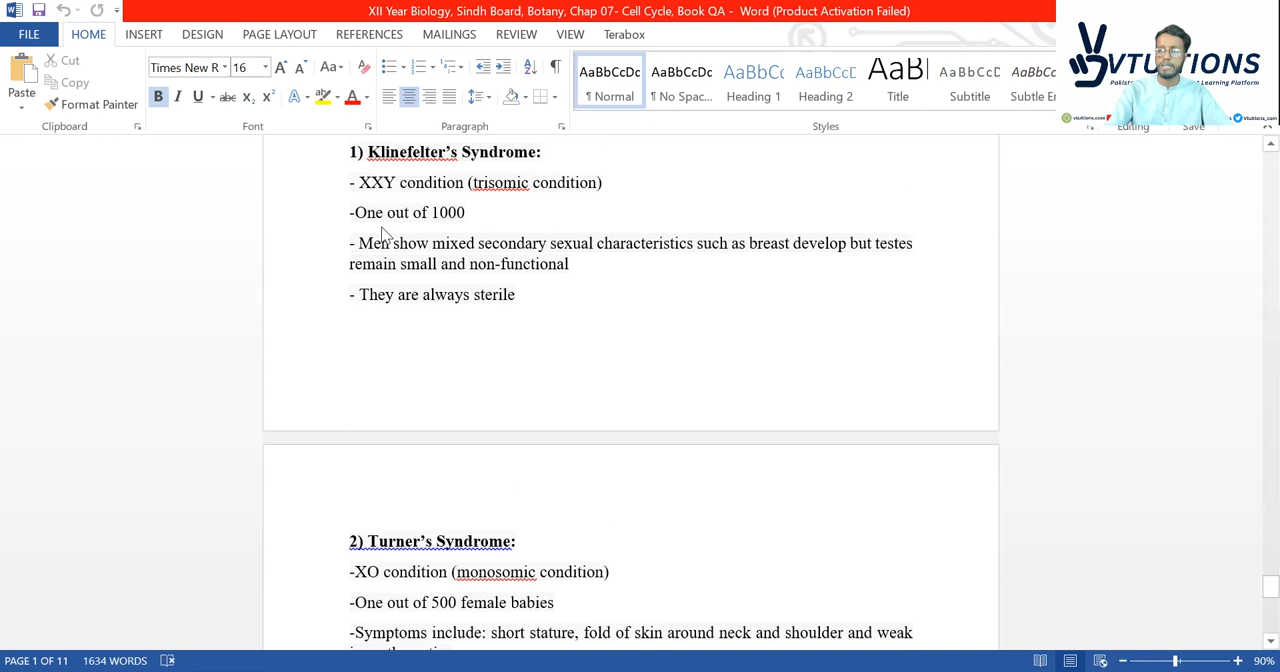 XII Year Biology, Sindh Board, Botany, Chap 07- Cell Cycle, Book QA - Word (Product Activation Failed)
FILE HOME INSERT DESIGN PAGE LAYOUT REFERENCES MAILINGS REVIEW VIEW Terabox
VTUTIONS
Paste
Cut
Copy
Format Painter
Times New R 16
AaBbCcDc AaBbCcDc AaBbCc AaBbCcD AaBl AaBbCcD AaBbCcD
¶ Normal ¶ No Spac... Heading 1 Heading 2 Title Subtitle Subtle Em
Clipboard Font Paragraph Styles Editing Save
vtutions.com Vtutions_com
1) Klinefelter's Syndrome:
- XXY condition (trisomic condition)
-One out of 1000
- Men show mixed secondary sexual characteristics such as breast develop but testes
remain small and non-functional
- They are always sterile
2) Turner's Syndrome:
-XO condition (monosomic condition)
-One out of 500 female babies
-Symptoms include: short stature, fold of skin around neck and shoulder and weak
PAGE 1 OF 11 1634 WORDS 90%